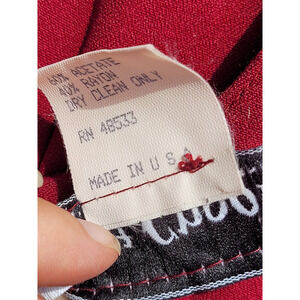 60% ACETATE
40% RAYON
DRY CLEAN ONLY
RN 48533
MADE IN U.S.A.